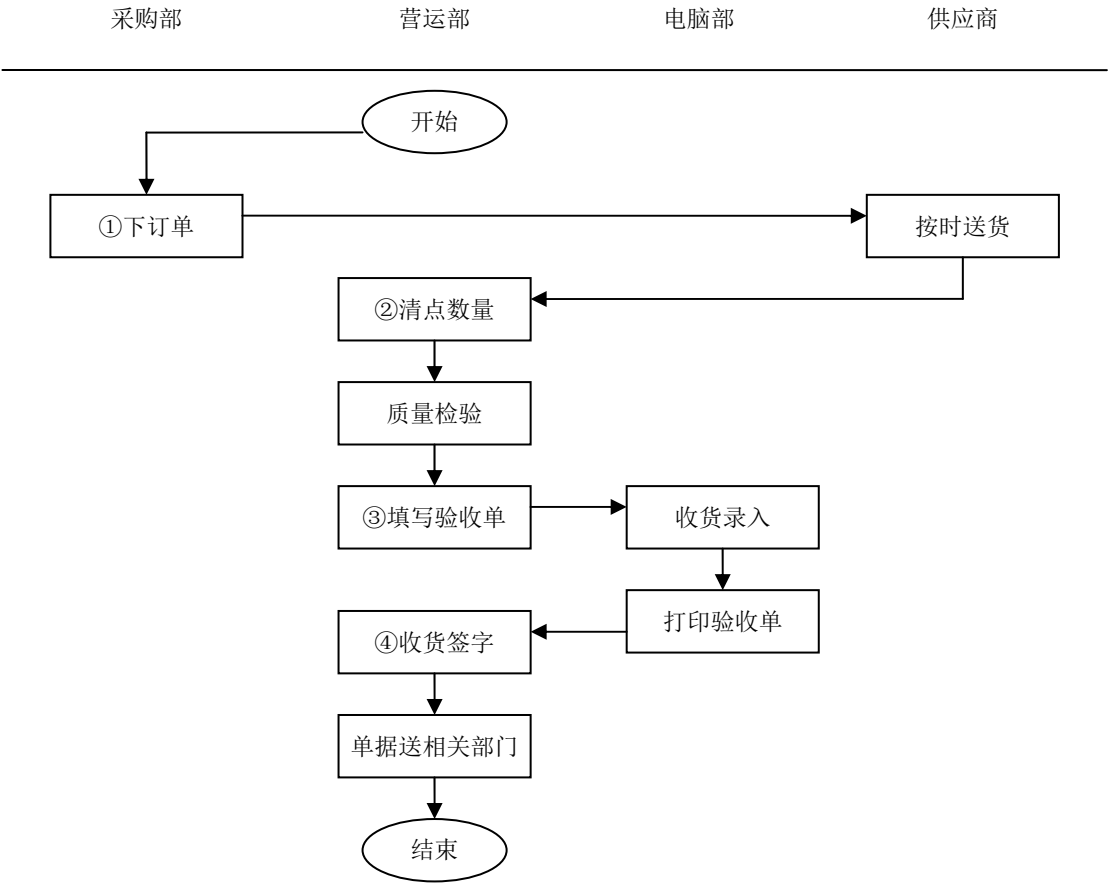 采购部 营运部 电脑部 供应商
开始
①下订单 按时送货
②清点数量
质量检验
③填写验收单 收货录入
打印验收单
④收货签字
单据送相关部门
结束